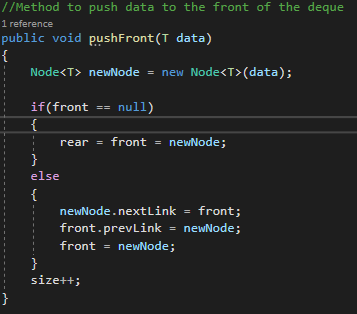 //Method to push data to the front of the deque
1 reference
public void pushFront(T data)
{
    Node<T> newNode = new Node<T>(data);
    if(front == null)
    {
        rear = front = newNode;
    }
    else
    {
        newNode.nextLink = front;
        front.prevLink = newNode;
        front = newNode;
    }
    size++;
}